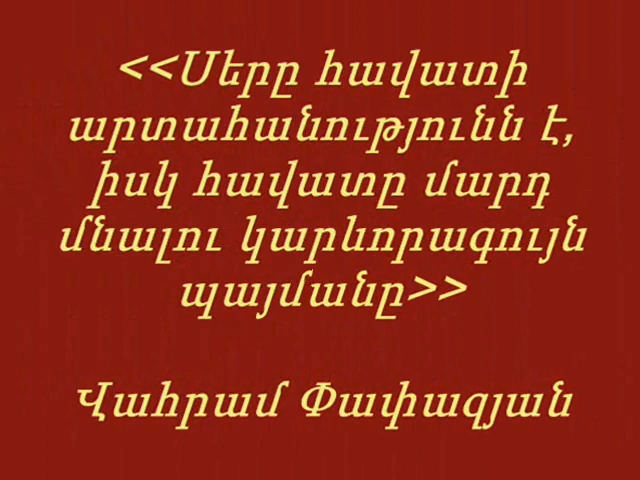 <<Սերը հավատի
արտահանությունն է,
իսկ հավատը մարդ
մնալու կարևորագույն
պայմանը>>
Վահրամ Փափազյան